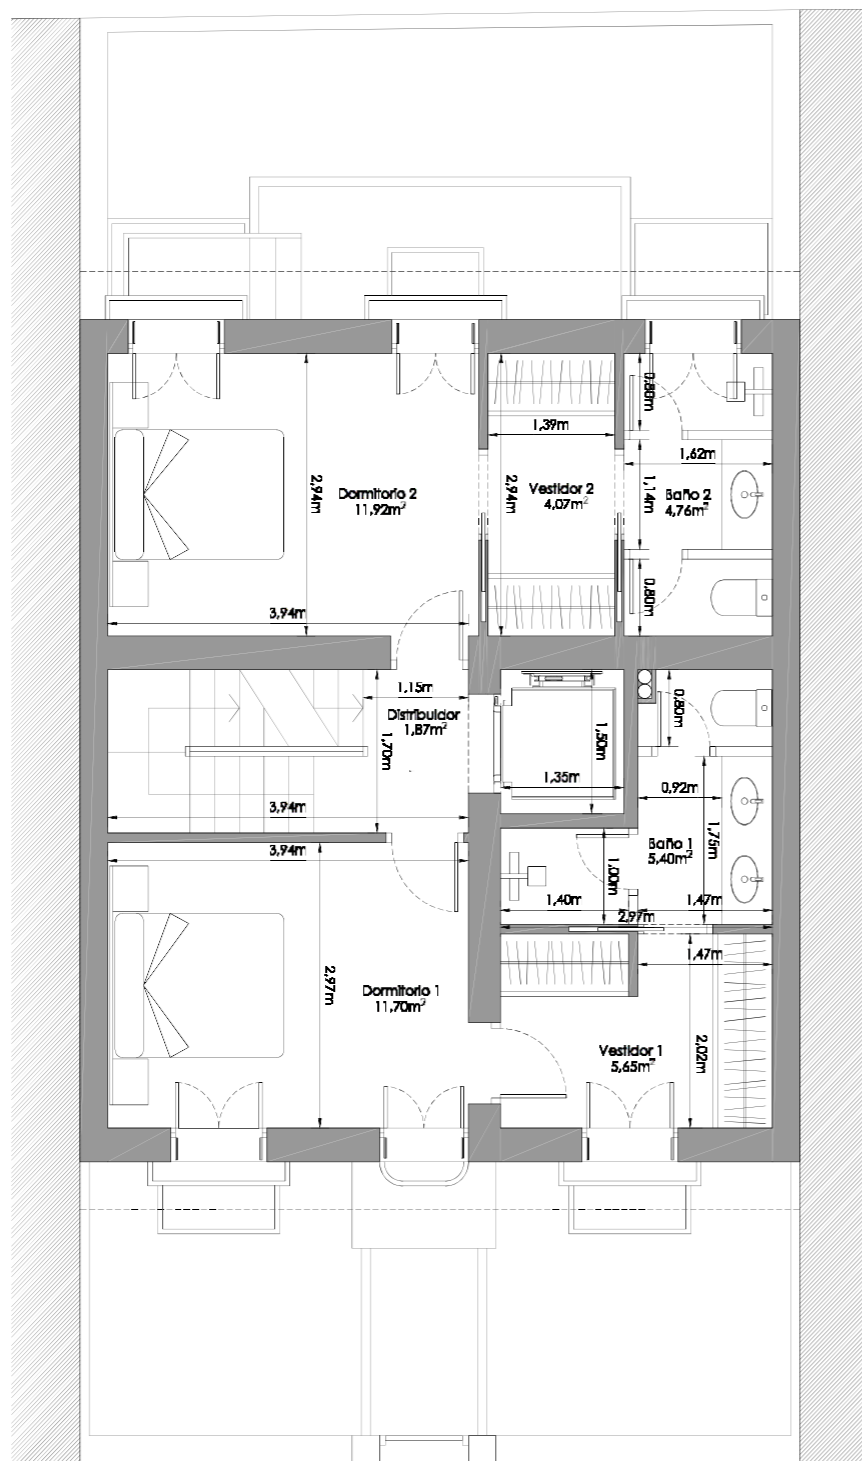 0,80m
1,39m
1,62m
2,94m
Dormitorio 2
11,92m²
2,94m
Vestidor 2
4,07m²
1,14m
Baño 2
4,76m²
0,80m
3,94m
1,15m
Distribuidor
1,87m²
1,70m
0,80m
1,50m
1,35m
0,92m
3,94m
1,75m
Baño 1
5,40m²
3,94m
1,00m
1,40m
1,47m
2,97m
1,47m
2,97m
Dormitorio 1
11,70m²
Vestidor 1
5,65m²
2,02m